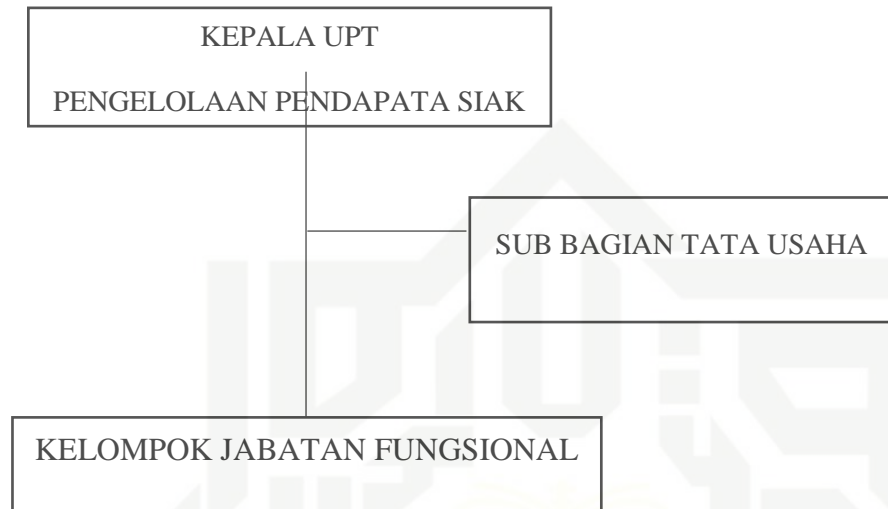 KEPALA UPT
PENGELOLAAN PENDAPATA SIAK
SUB BAGIAN TATA USAHA
KELOMPOK JABATAN FUNGSIONAL